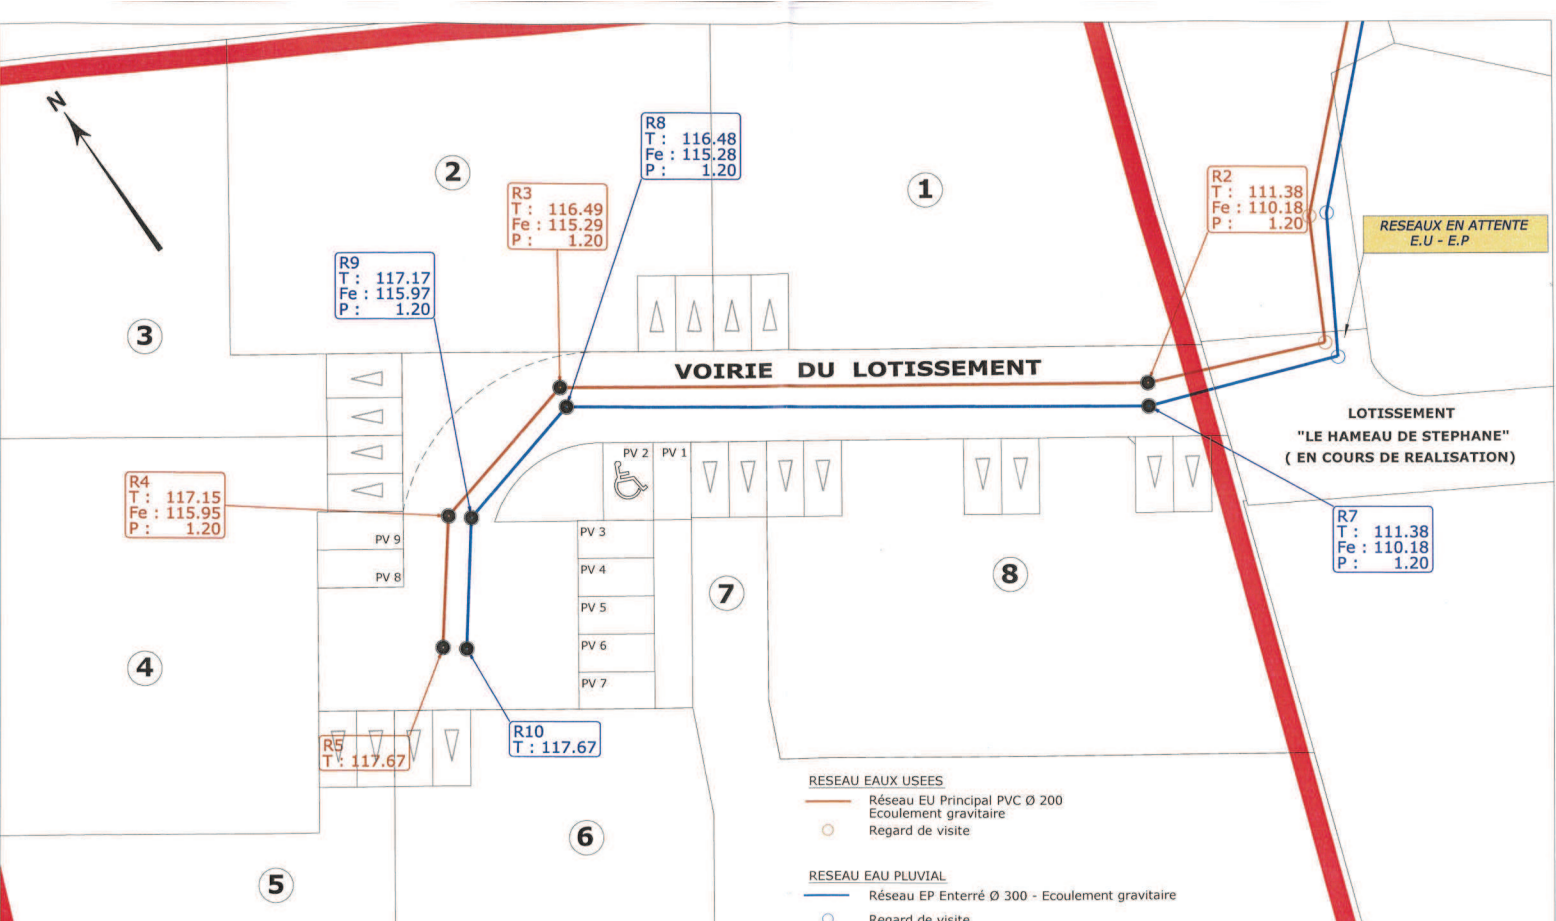 N
R8
T : 116.48
Fe : 115.28
P : 1.20
2
1
R3
T : 116.49
Fe : 115.29
P : 1.20
R2
T : 111.38
Fe : 110.18
P : 1.20
RESEAUX EN ATTENTE
E.U - E.P
R9
T : 117.17
Fe : 115.97
P : 1.20
3
VOIRIE DU LOTISSEMENT
LOTISSEMENT
"LE HAMEAU DE STEPHANE"
( EN COURS DE REALISATION)
PV 2
PV 1
R4
T : 117.15
Fe : 115.95
P : 1.20
R7
T : 111.38
Fe : 110.18
P : 1.20
PV 9
PV 8
PV 3
PV 4
PV 5
PV 6
PV 7
7
8
4
R10
T : 117.67
R5
T : 117.67
RESEAU EAUX USEES
Réseau EU Principal PVC Ø 200
Ecoulement gravitaire
Regard de visite
6
5
RESEAU EAU PLUVIAL
Réseau EP Enterré Ø 300 - Ecoulement gravitaire
Regard de visite